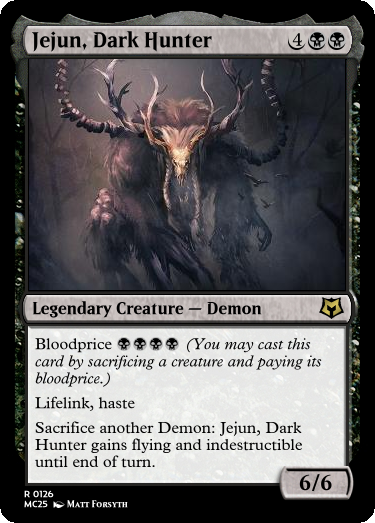 Jejun, Dark Hunter 4
Legendary Creature — Demon
Bloodprice (You may cast this
card by sacrificing a creature and paying its
bloodprice.)
Lifelink, haste
Sacrifice another Demon: Jejun, Dark
Hunter gains flying and indestructible
until end of turn.
6/6
R 0126
MC25 Matt Forsyth